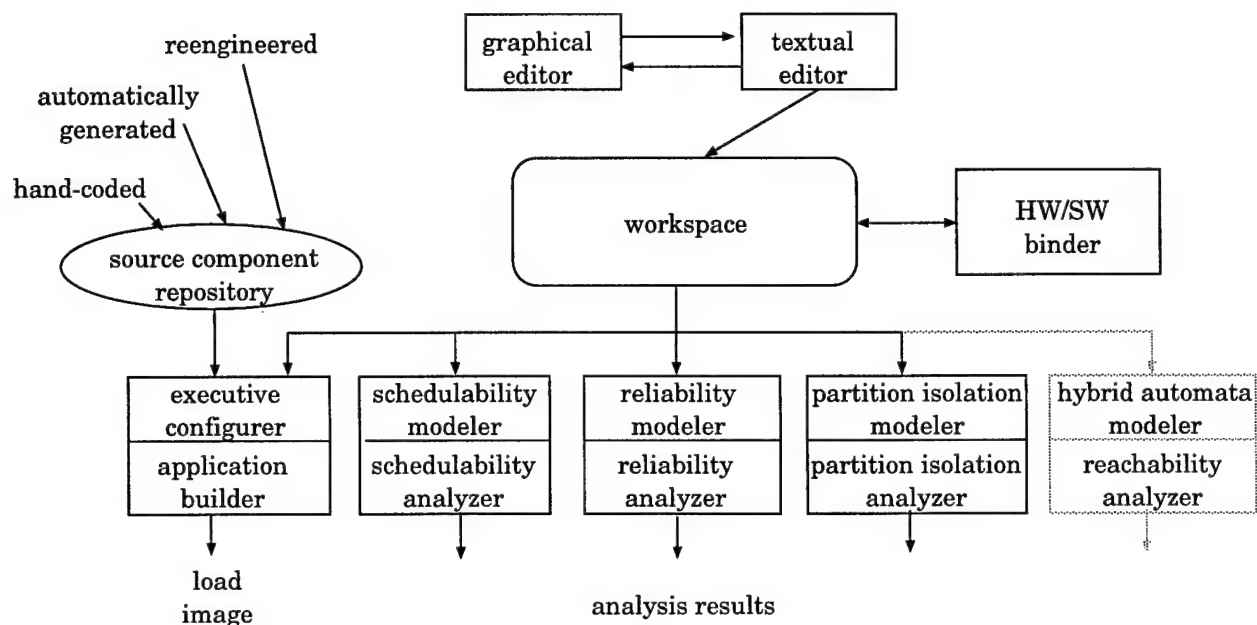 reengineered
automatically
generated
hand-coded
source component
repository
graphical
editor
textual
editor
workspace
HW/SW
binder
executive
configurer
application
builder
schedulability
modeler
schedulability
analyzer
reliability
modeler
reliability
analyzer
partition isolation
modeler
partition isolation
analyzer
hybrid automata
modeler
reachability
analyzer
load
image
analysis results